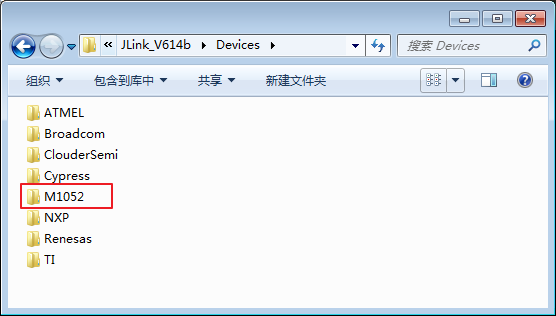 « JLink_V614b Devices 搜索 Devices
组织 包含到库中 共享 新建文件夹
ATMEL
Broadcom
ClouderSemi
Cypress
M1052
NXP
Renesas
TI